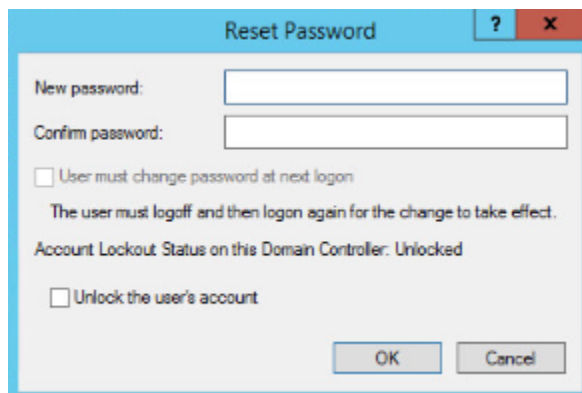 Reset Password
?
x
New password:
Confirm password:
User must change password at next logon
The user must logoff and then logon again for the change to take effect.
Account Lockout Status on this Domain Controller: Unlocked
Unlock the user's account
OK
Cancel